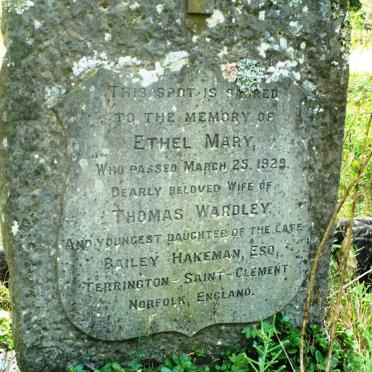 THIS SPOT IS SACRED
TO THE MEMORY OF
ETHEL MARY,
WHO PASSED MARCH 25. 1929.
DEARLY BELOVED WIFE OF
THOMAS WARDLEY,
AND YOUNGEST DAUGHTER OF THE LATE
BAILEY HAKEMAN, ESQ,
TERRINGTON-SAINT-CLEMENT
NORFOLK, ENGLAND.